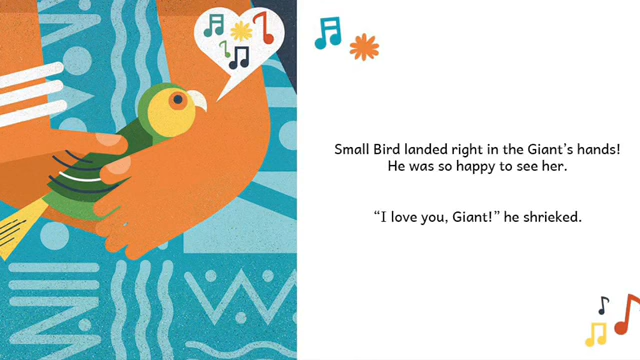 Small Bird landed right in the Giant’s hands!
He was so happy to see her.
“I love you, Giant!” he shrieked.